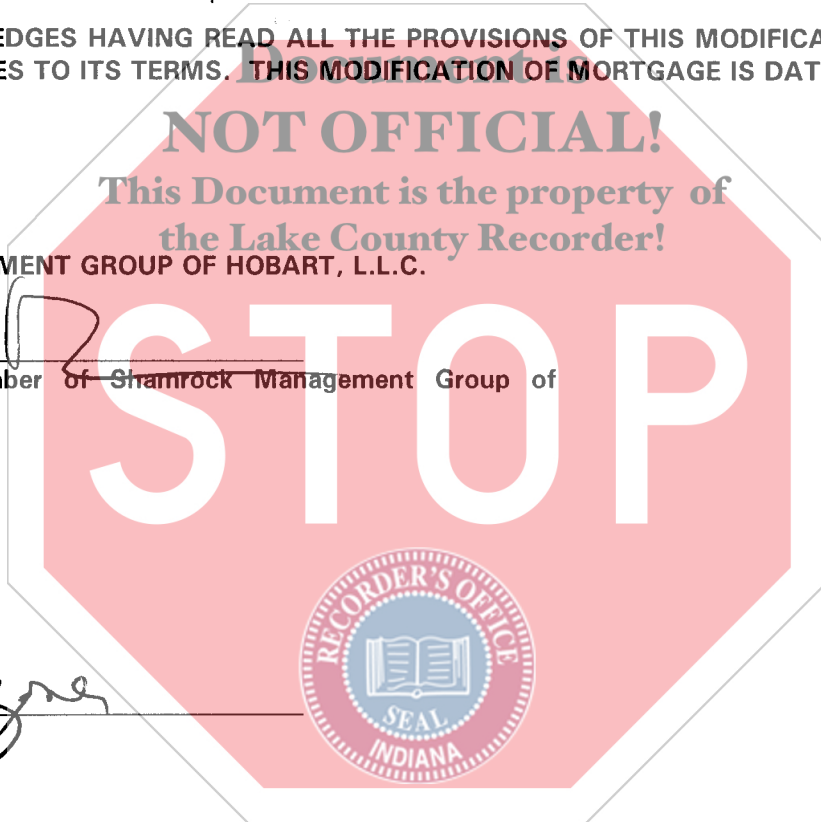 EDGES HAVING READ ALL THE PROVISIONS OF THIS MODIFICA
ES TO ITS TERMS. THIS MODIFICATION OF MORTGAGE IS DAT
Document is
NOT OFFICIAL!
This Document is the property of
the Lake County Recorder!
MENT GROUP OF HOBART, L.L.C.
STOP
ber of Shamrock Management Group of
RECORDER'S OFFICE
SEAL
INDIANA